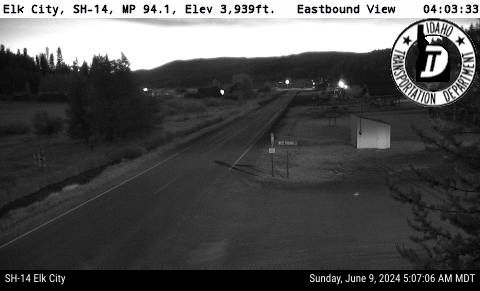 Elk City, SH-14, MP 94.1, Elev 3,939ft. Eastbound View 04:03:33
IDAHO
TRANSPORTATION DEPARTMENT
SH-14 Elk City Sunday, June 9, 2024 5:07:06 AM MDT